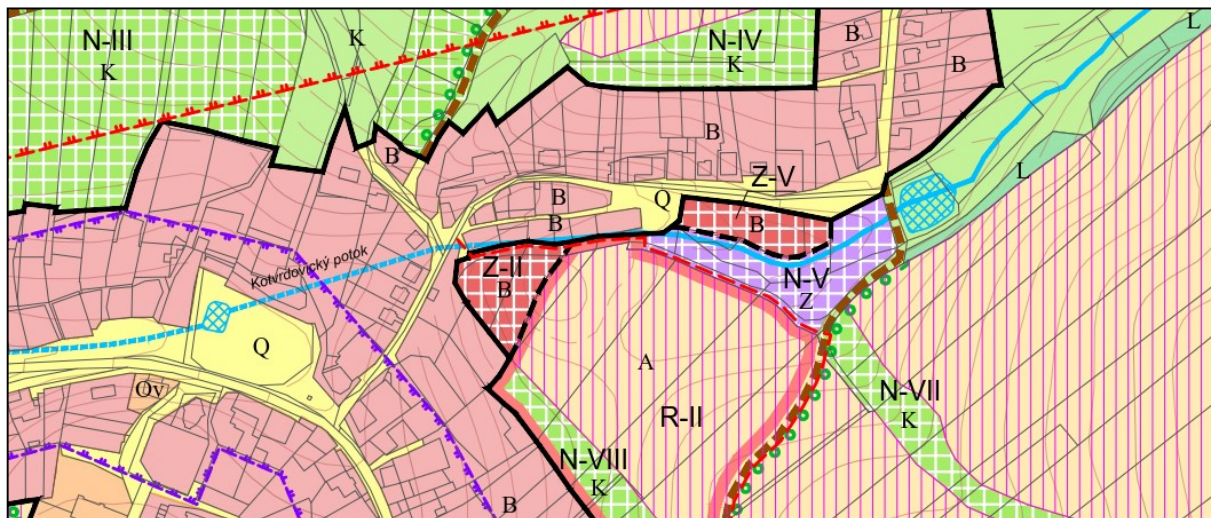 N-III
K
K
N-IV
K
B
B
L
B
B
L
Z-V
B
B
Q
B
Kotvrdovický potok
Z-II
B
N-V
Z
Q
A
Ov
R-II
N-VII
K
N-VIII
K
B